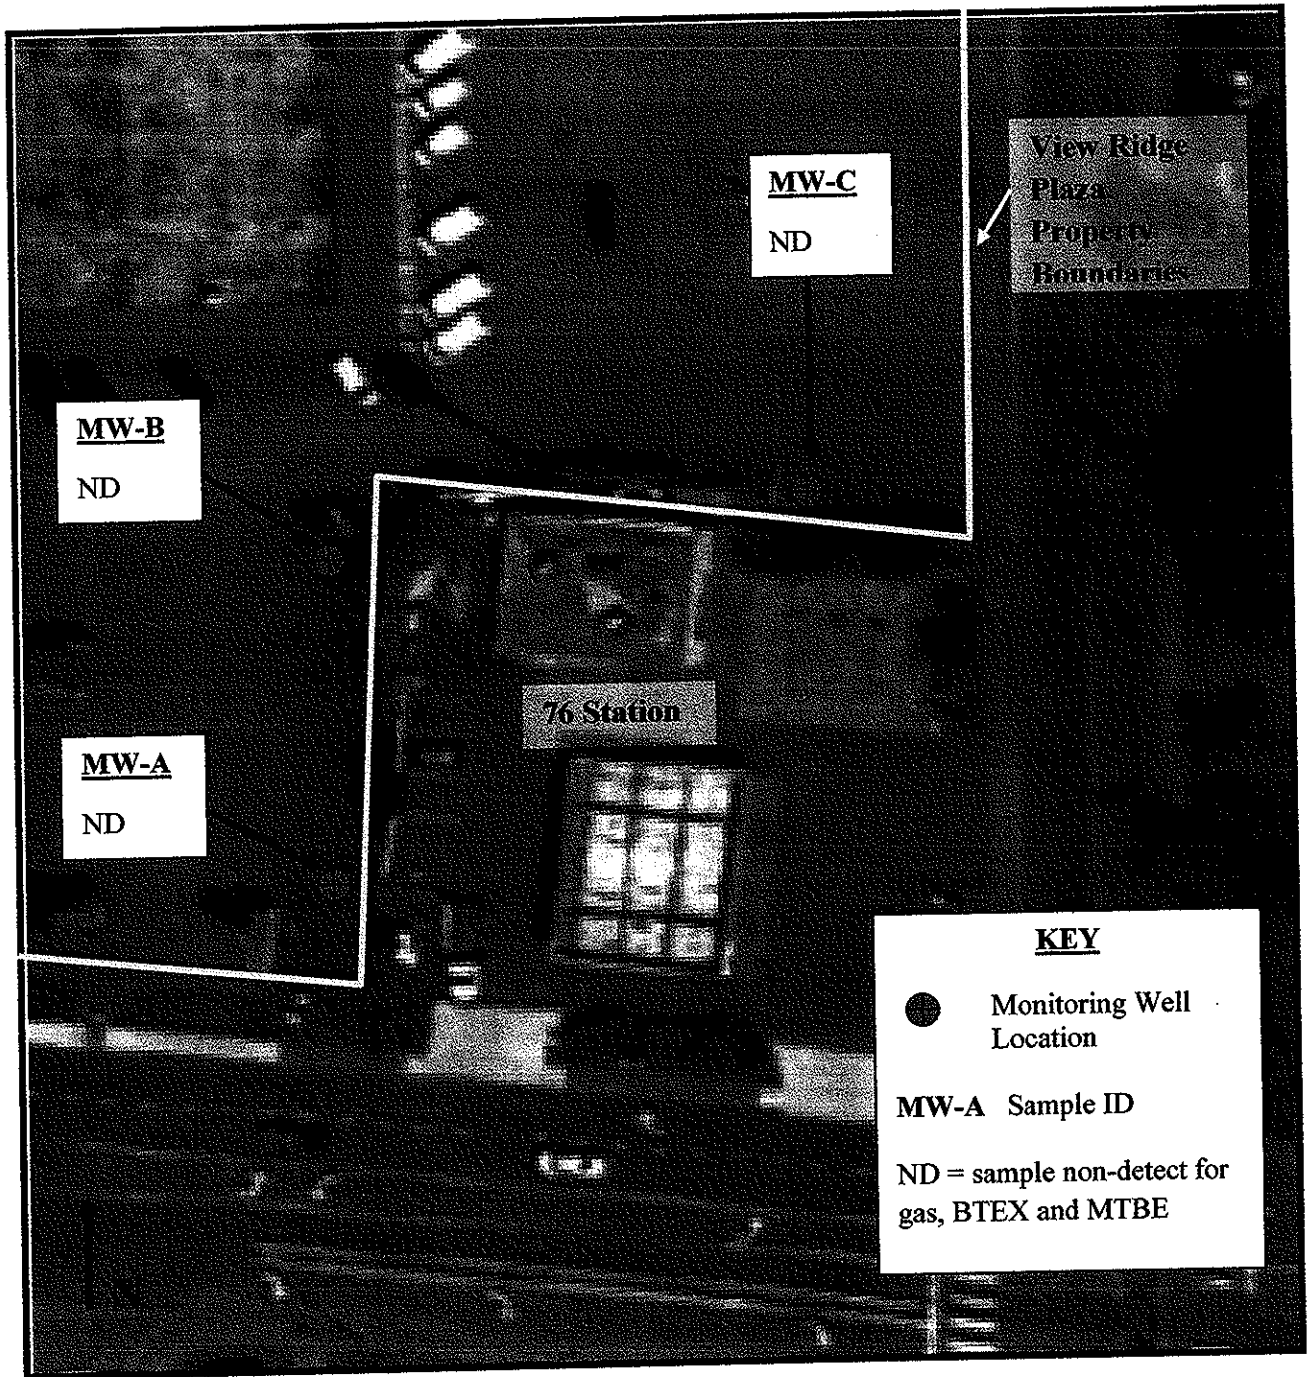 MW-C
ND
View Ridge
Plaza
Property
Boundaries
MW-B
ND
76 Station
MW-A
ND
KEY
Monitoring Well
Location
MW-A Sample ID
ND = sample non-detect for
gas, BTEX and MTBE